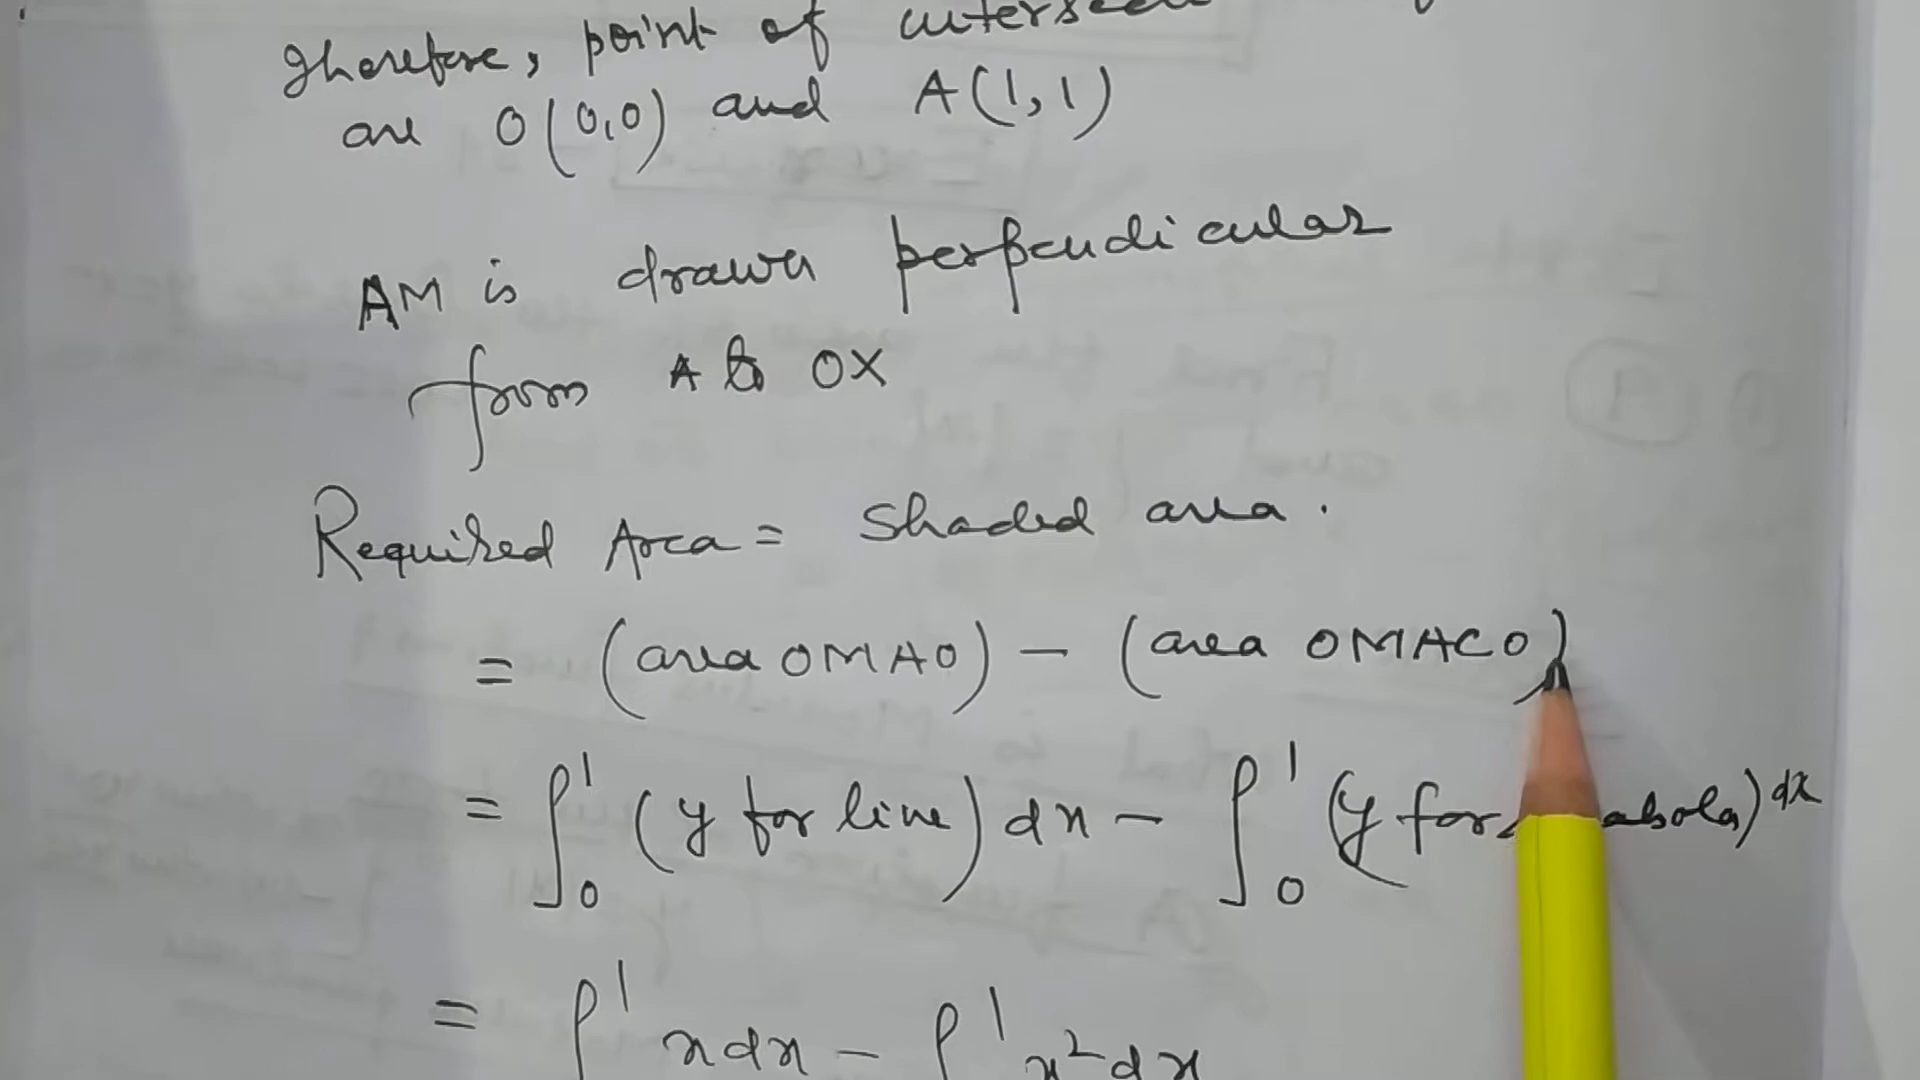 Therefore, point of
are O(0,0) and A(1,1)
AM is drawn perpendicular
from A to OX
Required Area = Shaded area.
= (area OMAO) - (area OMACO)
= ∫₀¹ (y for line) dx - ∫₀¹ (y for abola) dx
= ∫¹ x dx - ∫¹ x² dx